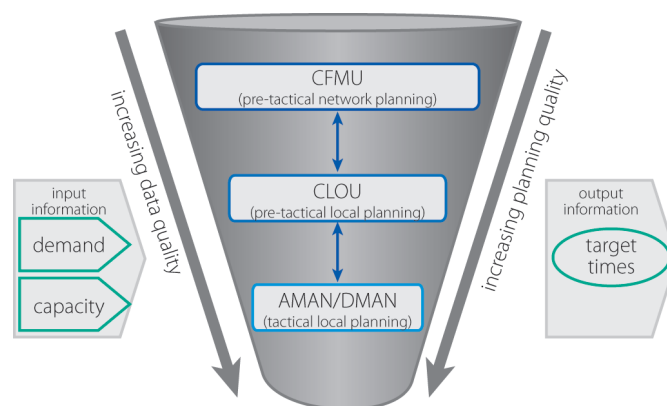 CFMU
(pre-tactical network planning)
increasing data quality
increasing planning quality
CLOU
(pre-tactical local planning)
input
information
demand
capacity
output
information
target
times
AMAN/DMAN
(tactical local planning)